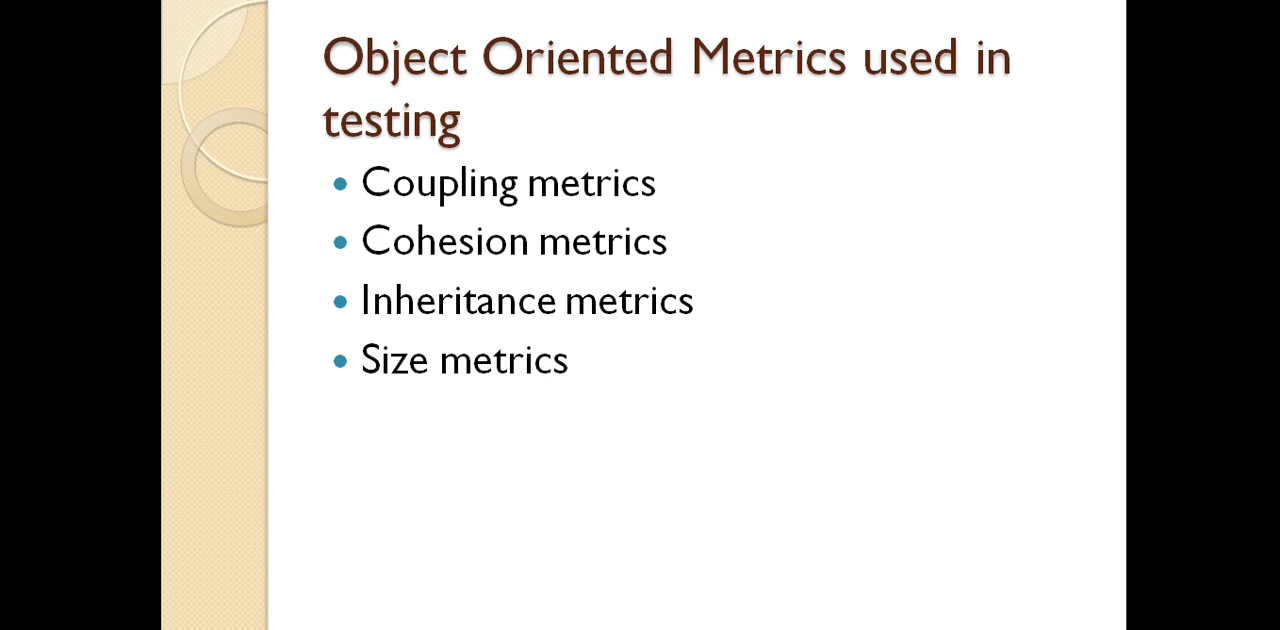 Object Oriented Metrics used in
testing
• Coupling metrics
• Cohesion metrics
• Inheritance metrics
• Size metrics